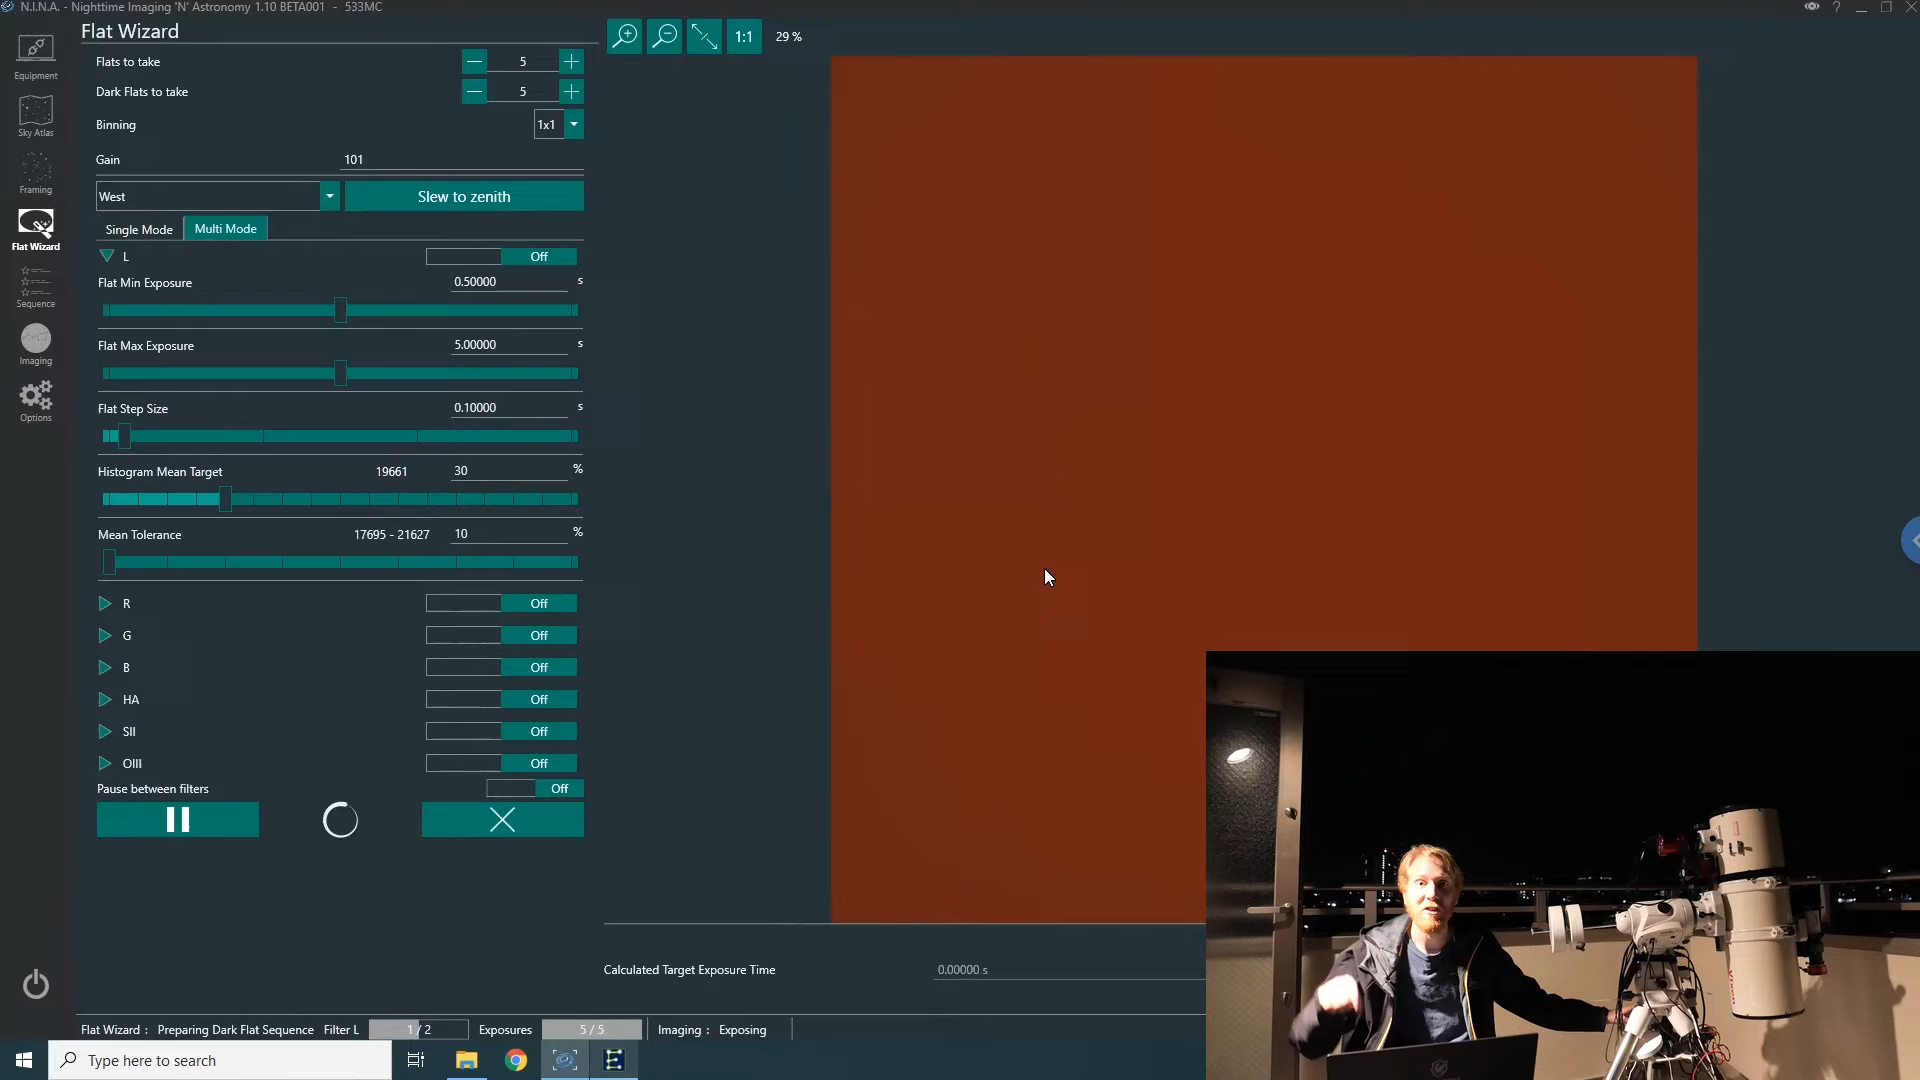 N.I.N.A. - Nighttime Imaging 'N' Astronomy 1.10 BETA001 - 533MC
Equipment
Sky Atlas
Framing
Flat Wizard
Sequence
Imaging
Options
Flat Wizard
Flats to take 5
Dark Flats to take 5
Binning 1x1
Gain 101
West Slew to zenith
Single Mode Multi Mode
L Off
Flat Min Exposure 0.50000 s
Flat Max Exposure 5.00000 s
Flat Step Size 0.10000 s
Histogram Mean Target 19661 30 %
Mean Tolerance 17695 - 21627 10 %
R Off
G Off
B Off
HA Off
SII Off
OIII Off
Pause between filters Off
1:1 29 %
Calculated Target Exposure Time 0.00000 s
Flat Wizard : Preparing Dark Flat Sequence Filter L 1 / 2 Exposures 5 / 5 Imaging : Exposing
Type here to search